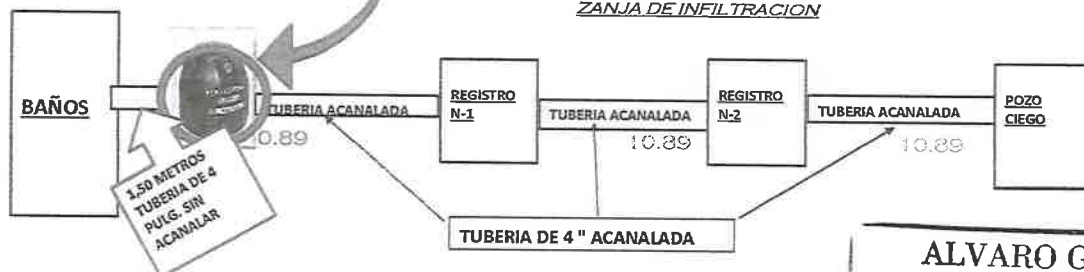 ZANJA DE INFILTRACION
BAÑOS
TUBERIA ACANALADA
REGISTRO
N-1
TUBERIA ACANALADA
REGISTRO
N-2
TUBERIA ACANALADA
POZO
CIEGO
0.89
10.89
10.89
1,50 METROS
TUBERIA DE 4
PULG. SIN
ACANALAR
TUBERIA DE 4 " ACANALADA
ALVARO G